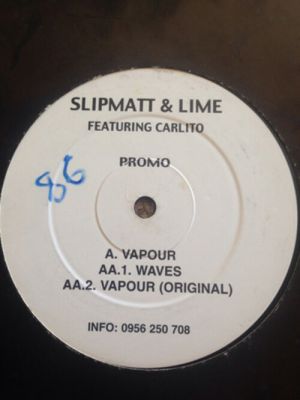 SLIPMATT & LIME
FEATURING CARLITO
PROMO
A. VAPOUR
AA.1. WAVES
AA.2. VAPOUR (ORIGINAL)
INFO: 0956 250 708